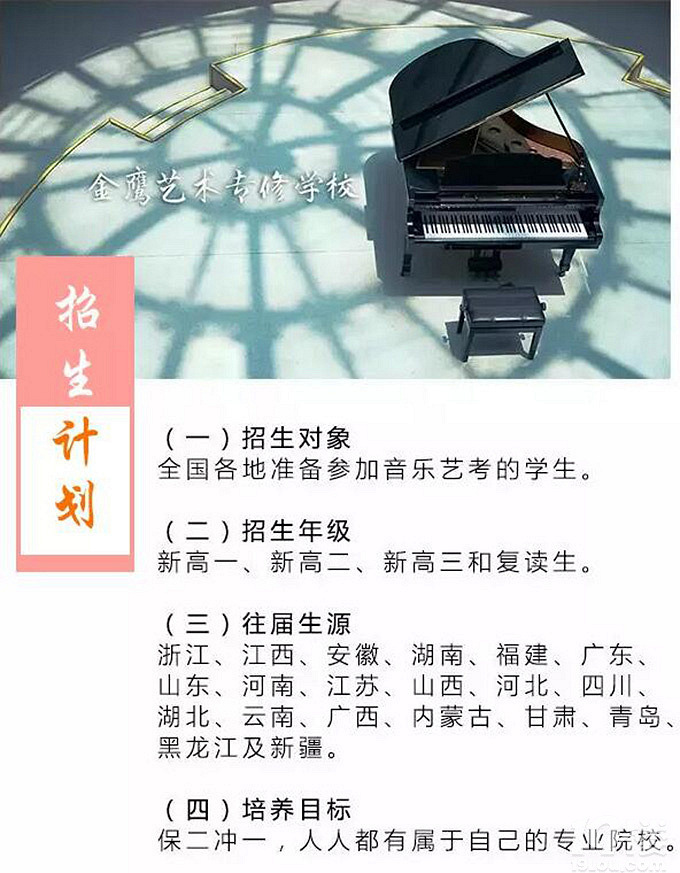 金鹰艺术专修学校
招生
计划
(一)招生对象
全国各地准备参加音乐艺考的学生。
(二)招生年级
新高一、新高二、新高三和复读生。
(三)往届生源
浙江、江西、安徽、湖南、福建、广东、
山东、河南、江苏、山西、河北、四川、
湖北、云南、广西、内蒙古、甘肃、青岛、
黑龙江及新疆。
(四)培养目标
保二冲一，人人都有属于自己的专业院校。
19lou.com